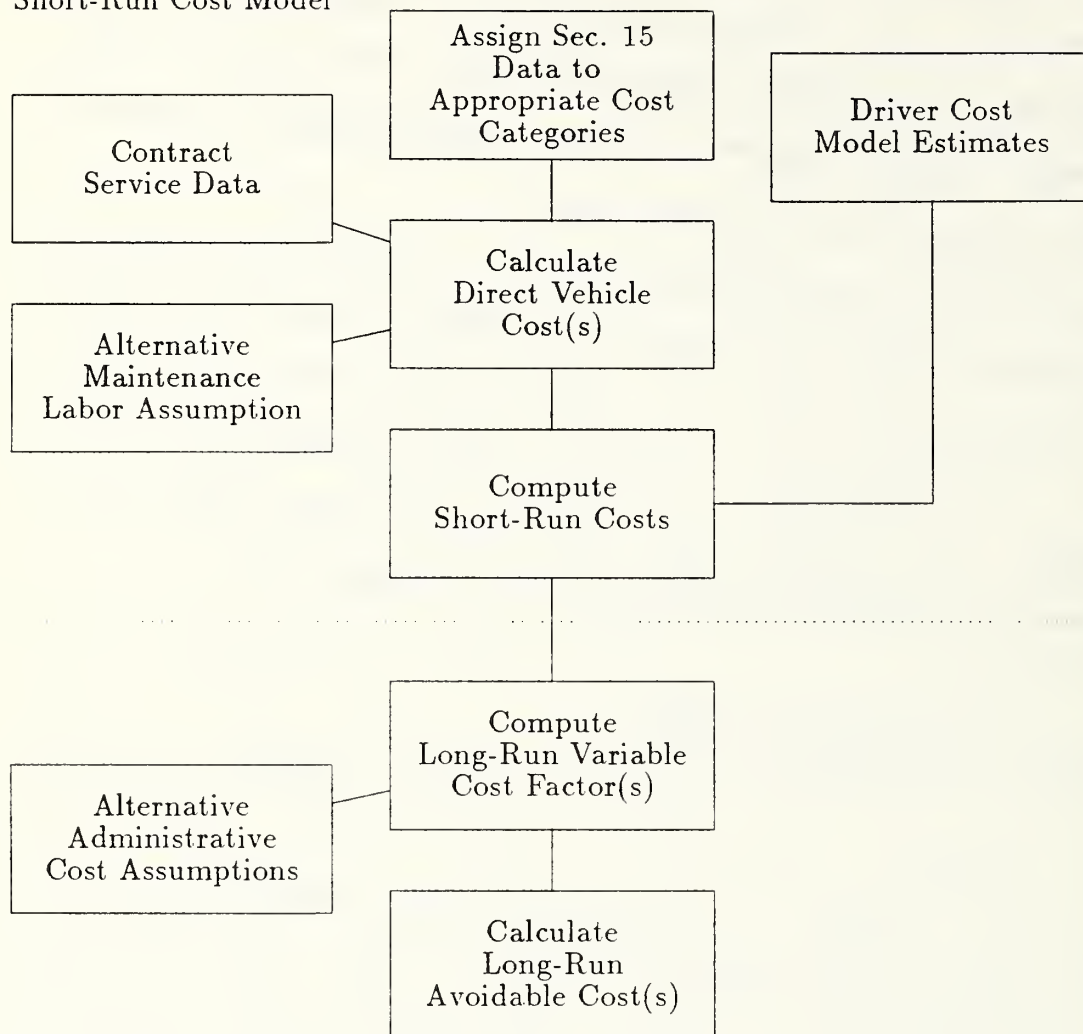 Short-Run Cost Model
Assign Sec. 15
Data to
Appropriate Cost
Categories
Driver Cost
Model Estimates
Contract
Service Data
Calculate
Direct Vehicle
Cost(s)
Alternative
Maintenance
Labor Assumption
Compute
Short-Run Costs
Compute
Long-Run Variable
Cost Factor(s)
Alternative
Administrative
Cost Assumptions
Calculate
Long-Run
Avoidable Cost(s)